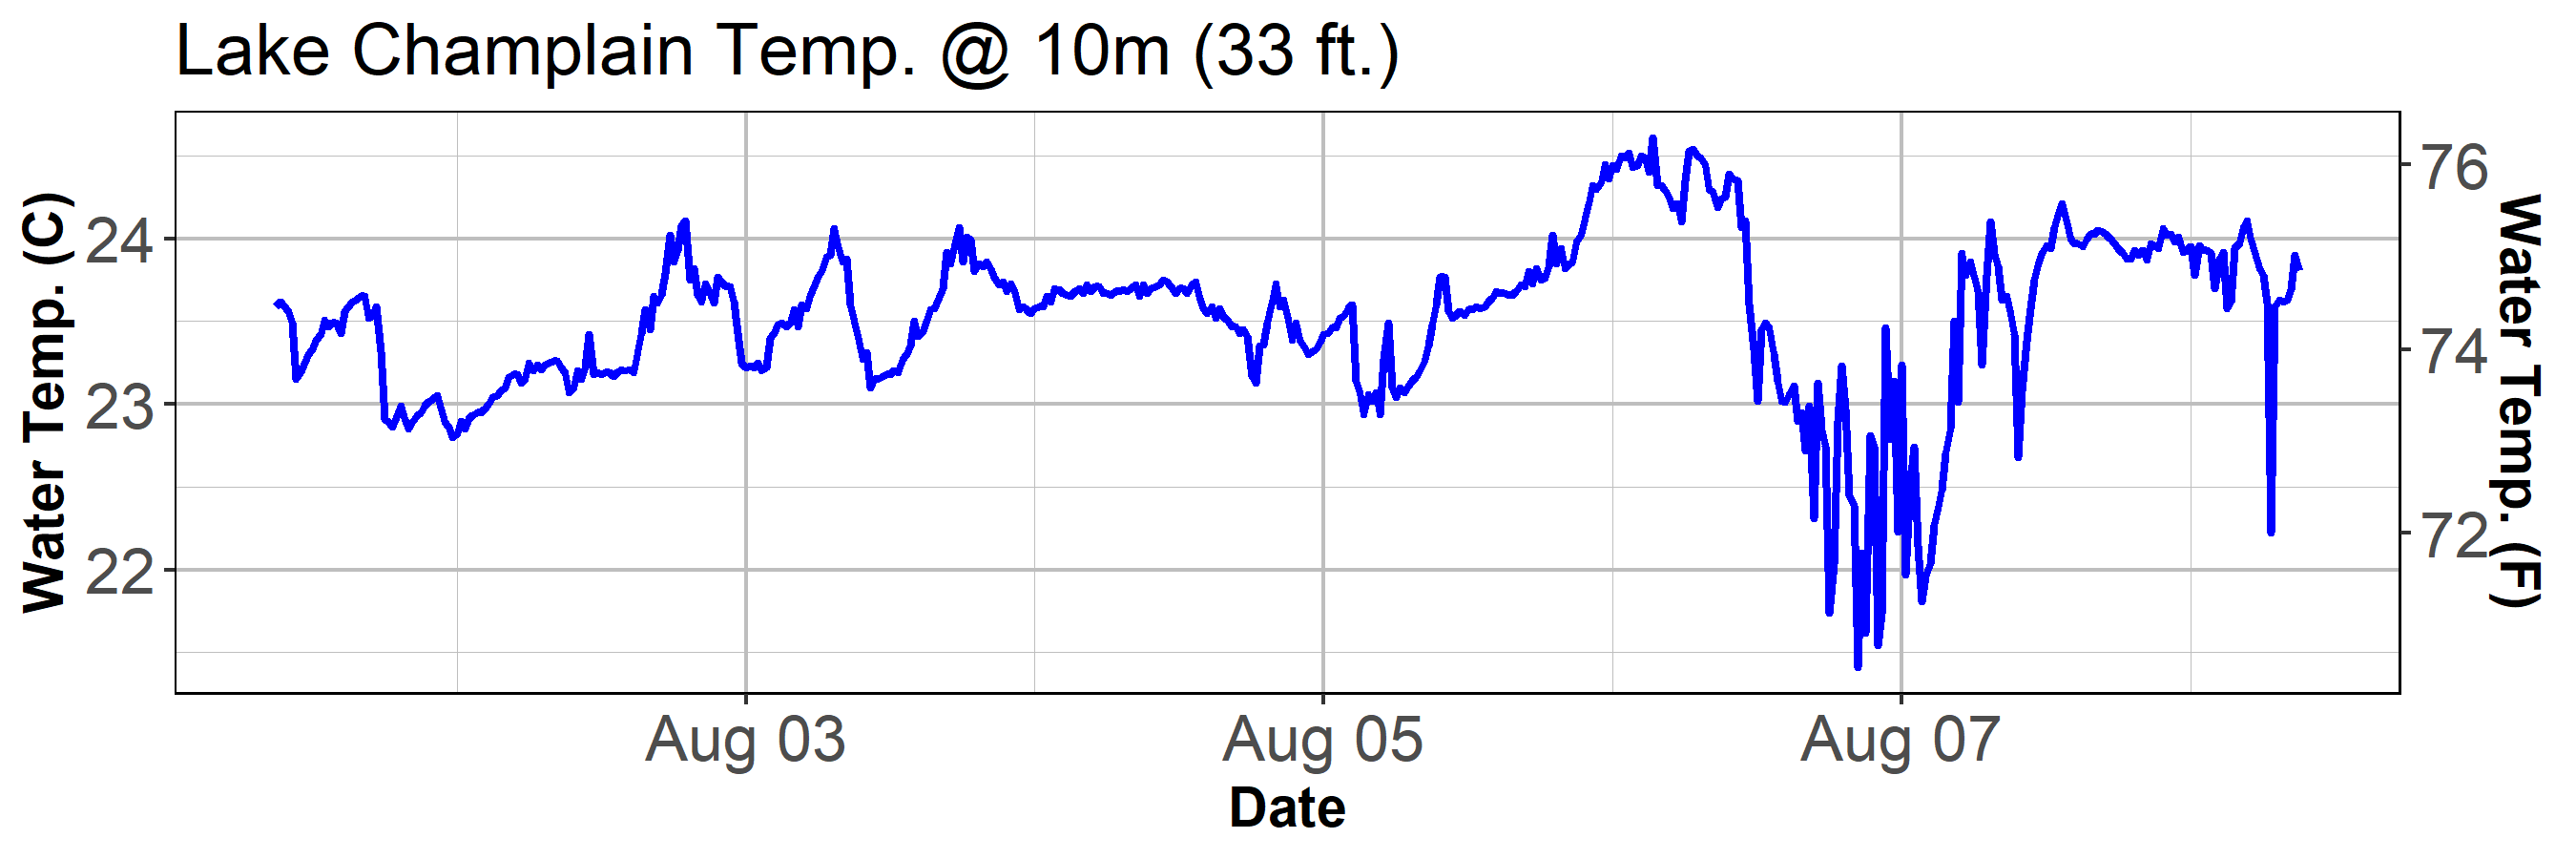 Lake Champlain Temp. @ 10m (33 ft.)
Water Temp. (C)
24
23
22
76
74
72
Water Temp. (F)
Aug 03
Aug 05
Aug 07
Date